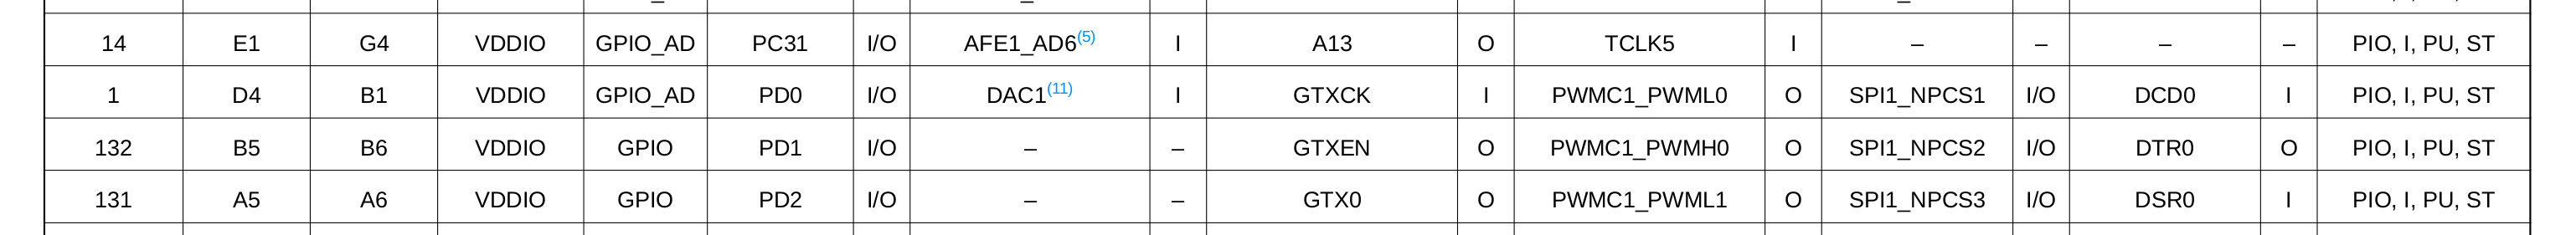 14 E1 G4 VDDIO GPIO_AD PC31 I/O AFE1_AD6(5) I A13 O TCLK5 I – – – – PIO, I, PU, ST
1 D4 B1 VDDIO GPIO_AD PD0 I/O DAC1(11) I GTXCK I PWMC1_PWML0 O SPI1_NPCS1 I/O DCD0 I PIO, I, PU, ST
132 B5 B6 VDDIO GPIO PD1 I/O – – GTXEN O PWMC1_PWMH0 O SPI1_NPCS2 I/O DTR0 O PIO, I, PU, ST
131 A5 A6 VDDIO GPIO PD2 I/O – – GTX0 O PWMC1_PWML1 O SPI1_NPCS3 I/O DSR0 I PIO, I, PU, ST